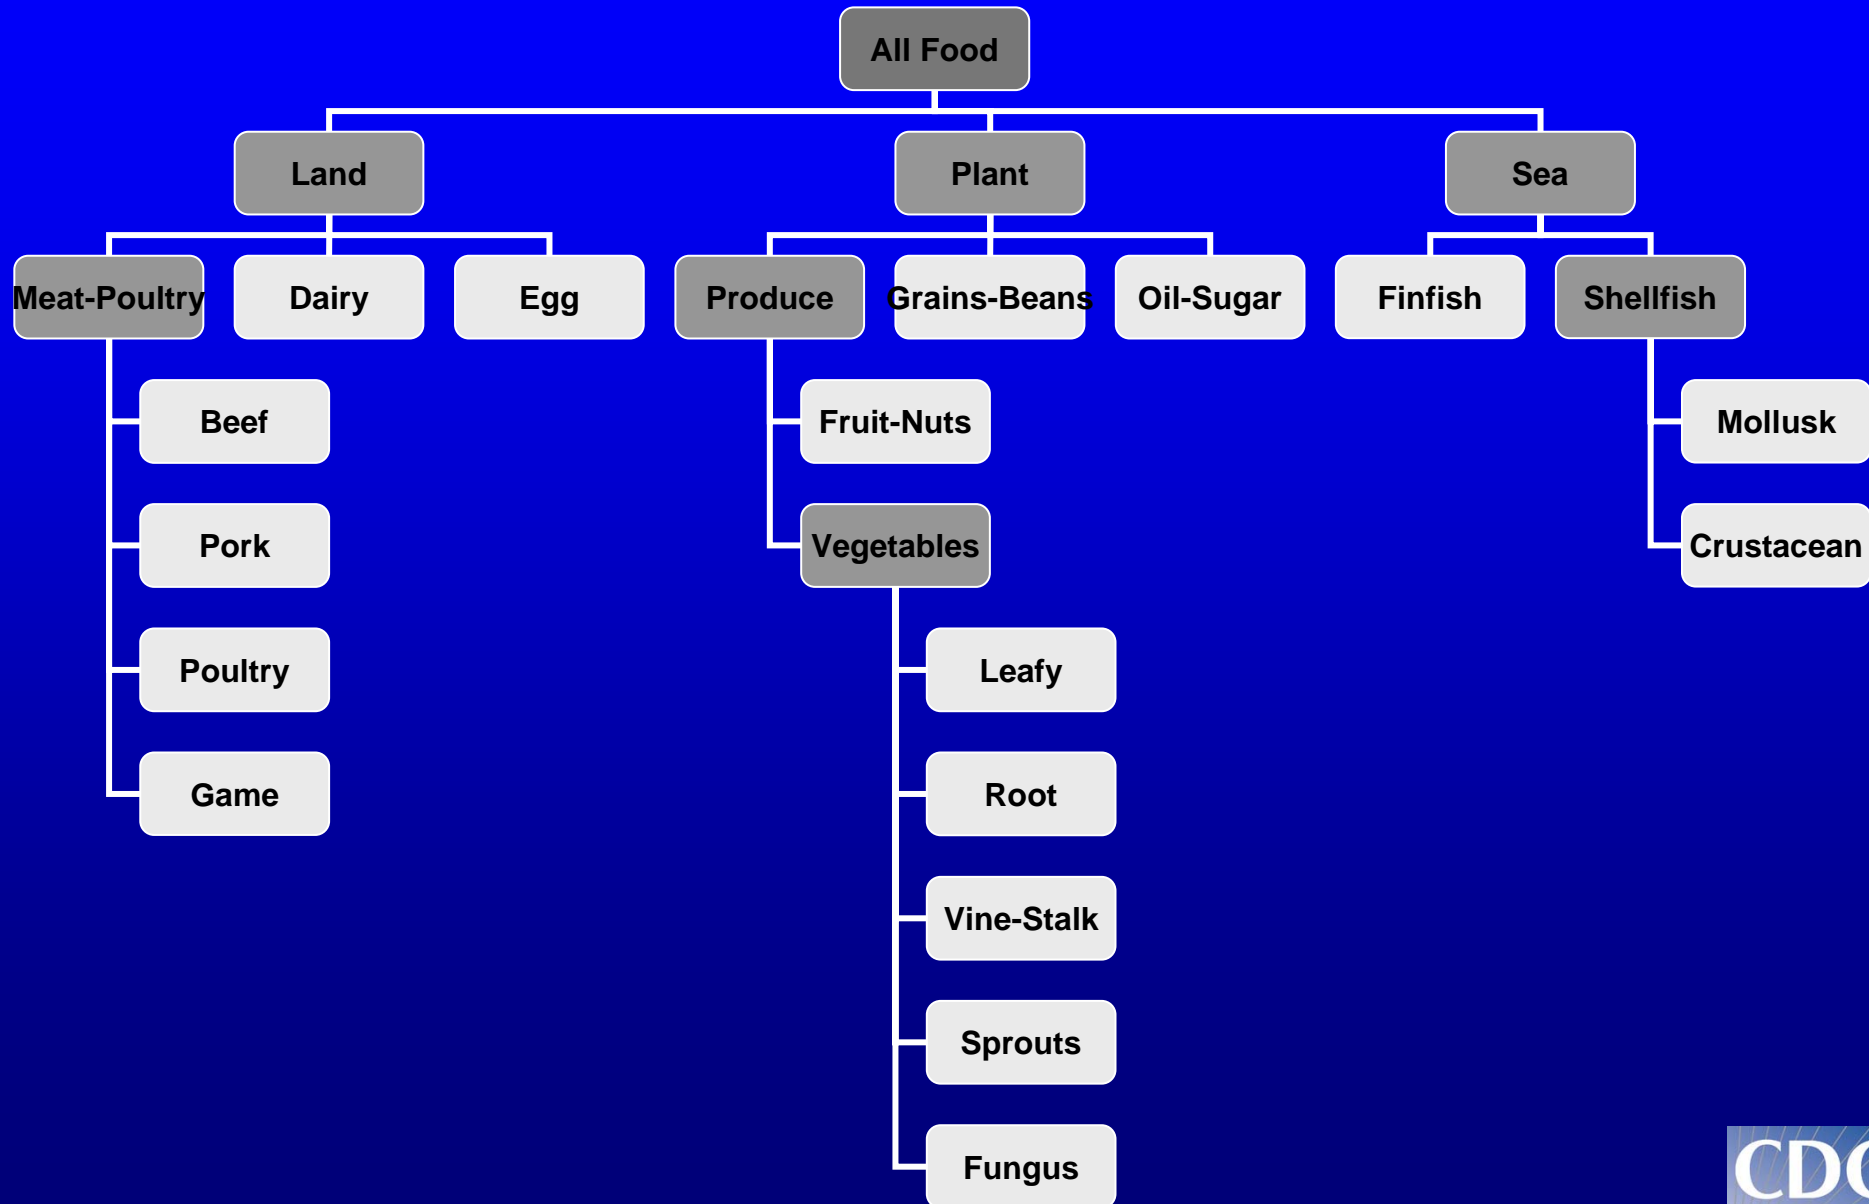 All Food
Land
Plant
Sea
Meat-Poultry
Dairy
Egg
Produce
Grains-Beans
Oil-Sugar
Finfish
Shellfish
Beef
Fruit-Nuts
Mollusk
Pork
Vegetables
Crustacean
Poultry
Leafy
Game
Root
Vine-Stalk
Sprouts
Fungus
CDC